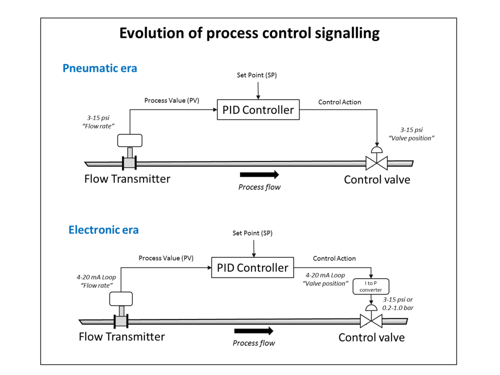 Evolution of process control signalling
Pneumatic era
Set Point (SP)
Process Value (PV)
PID Controller
Control Action
3-15 psi
"Flow rate"
3-15 psi
"Valve position"
Flow Transmitter
Process flow
Control valve
Electronic era
Set Point (SP)
Process Value (PV)
PID Controller
Control Action
4-20 mA Loop
"Flow rate"
4-20 mA Loop
"Valve position"
I to P
converter
3-15 psi or
0.2-1.0 bar
Flow Transmitter
Process flow
Control valve